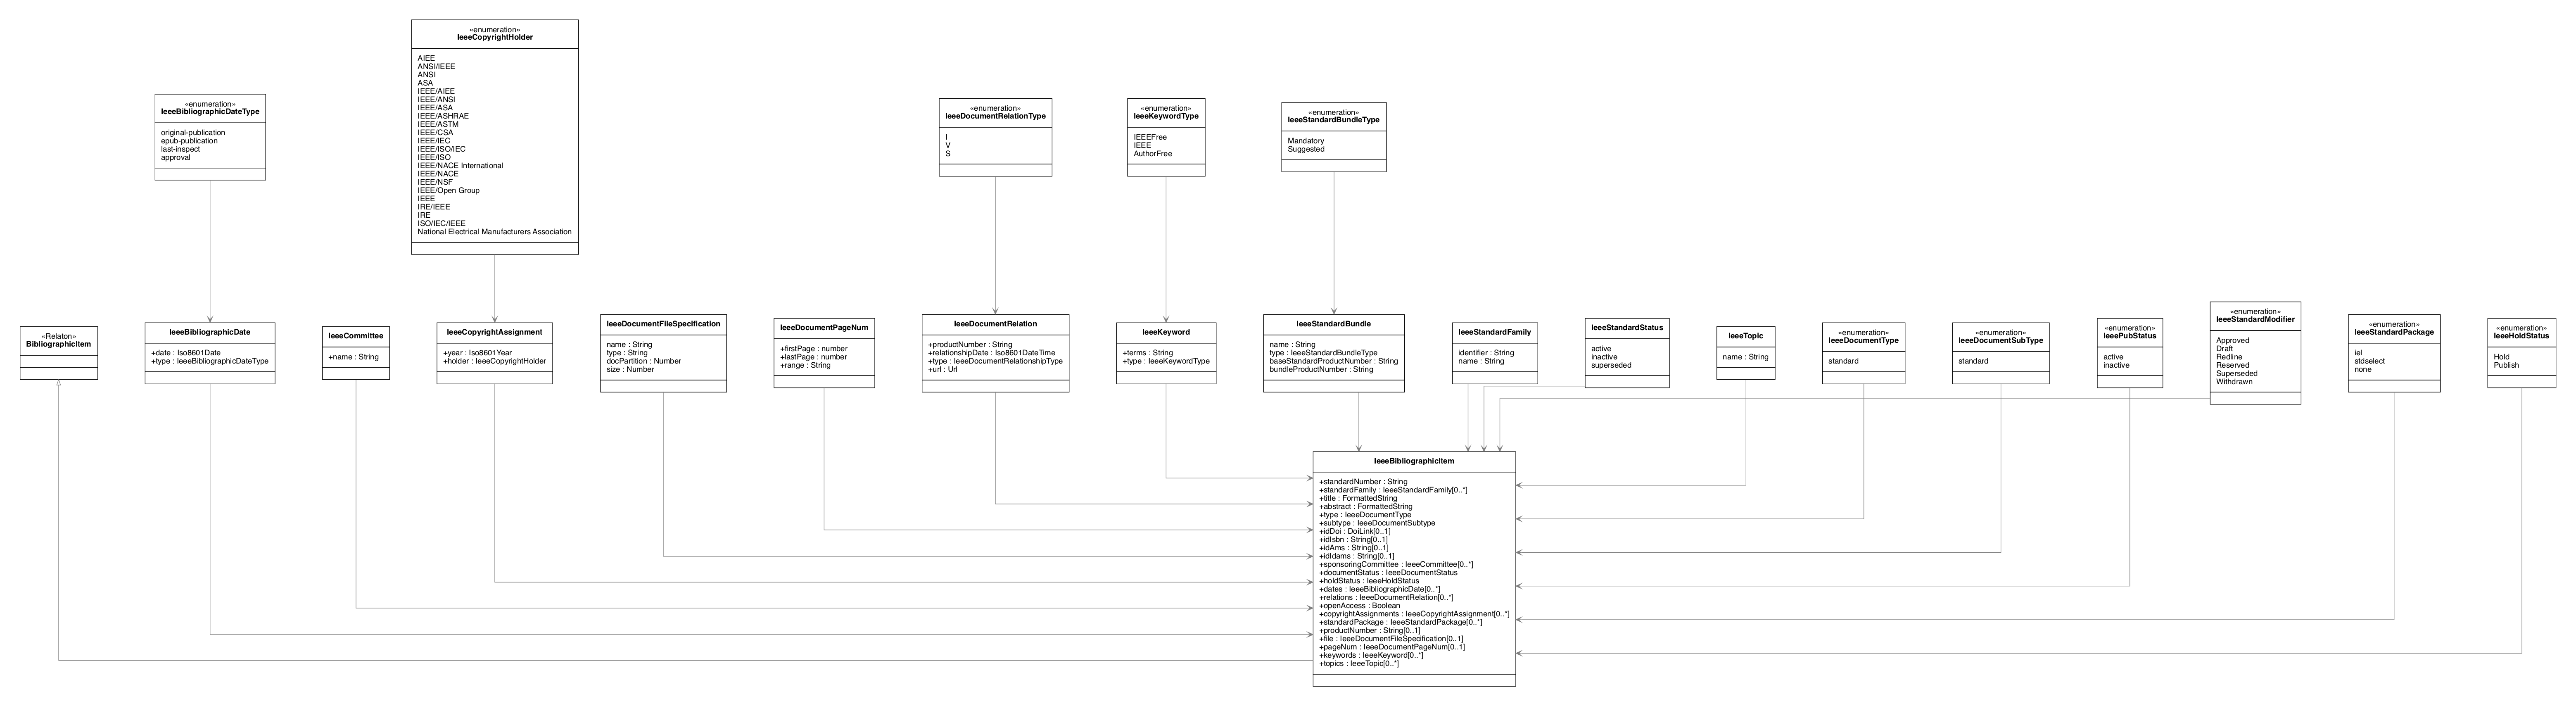 «enumeration»
IeeeCopyrightHolder
AIEE
ANSI/IEEE
ANSI
ASA
IEEE/AIEE
IEEE/ANSI
IEEE/ASA
IEEE/ASHRAE
IEEE/ASTM
IEEE/CSA
IEEE/IEC
IEEE/ISO/IEC
IEEE/ISO
IEEE/NACE International
IEEE/NACE
IEEE/NSF
IEEE/Open Group
IEEE
IRE/IEEE
IRE
ISO/IEC/IEEE
National Electrical Manufacturers Association
«enumeration»
IeeeBibliographicDateType
original-publication
epub-publication
last-inspect
approval
«enumeration»
IeeeDocumentRelationType
I
V
S
«enumeration»
IeeeKeywordType
IEEEFree
IEEE
AuthorFree
«enumeration»
IeeeStandardBundleType
Mandatory
Suggested
«Relaton»
BibliographicItem
IeeeBibliographicDate
+date : Iso8601Date
+type : IeeeBibliographicDateType
IeeeCommittee
+name : String
IeeeCopyrightAssignment
+year : Iso8601Year
+holder : IeeeCopyrightHolder
IeeeDocumentFileSpecification
name : String
type : String
docPartition : Number
size : Number
IeeeDocumentPageNum
+firstPage : number
+lastPage : number
+range : String
IeeeDocumentRelation
+productNumber : String
+relationshipDate : Iso8601DateTime
+type : IeeeDocumentRelationshipType
+url : Url
IeeeKeyword
+terms : String
+type : IeeeKeywordType
IeeeStandardBundle
name : String
type : IeeeStandardBundleType
baseStandardProductNumber : String
bundleProductNumber : String
IeeeStandardFamily
identifier : String
name : String
IeeeStandardStatus
active
inactive
superseded
IeeeTopic
name : String
«enumeration»
IeeeDocumentType
standard
«enumeration»
IeeeDocumentSubType
standard
«enumeration»
IeeePubStatus
active
inactive
«enumeration»
IeeeStandardModifier
Approved
Draft
Redline
Reserved
Superseded
Withdrawn
«enumeration»
IeeeStandardPackage
iel
stdselect
none
«enumeration»
IeeeHoldStatus
Hold
Publish
IeeeBibliographicItem
+standardNumber : String
+standardFamily : IeeeStandardFamily[0..*]
+title : FormattedString
+abstract : FormattedString
+type : IeeeDocumentType
+subtype : IeeeDocumentSubtype
+idDoi : DoiLink[0..1]
+idIsbn : String[0..1]
+idAms : String[0..1]
+idIdams : String[0..1]
+sponsoringCommittee : IeeeCommittee[0..*]
+documentStatus : IeeeDocumentStatus
+holdStatus : IeeeHoldStatus
+dates : IeeeBibliographicDate[0..*]
+relations : IeeeDocumentRelation[0..*]
+openAccess : Boolean
+copyrightAssignments : IeeeCopyrightAssignment[0..*]
+standardPackage : IeeeStandardPackage[0..*]
+productNumber : String[0..1]
+file : IeeeDocumentFileSpecification[0..1]
+pageNum : IeeeDocumentPageNum[0..1]
+keywords : IeeeKeyword[0..*]
+topics : IeeeTopic[0..*]